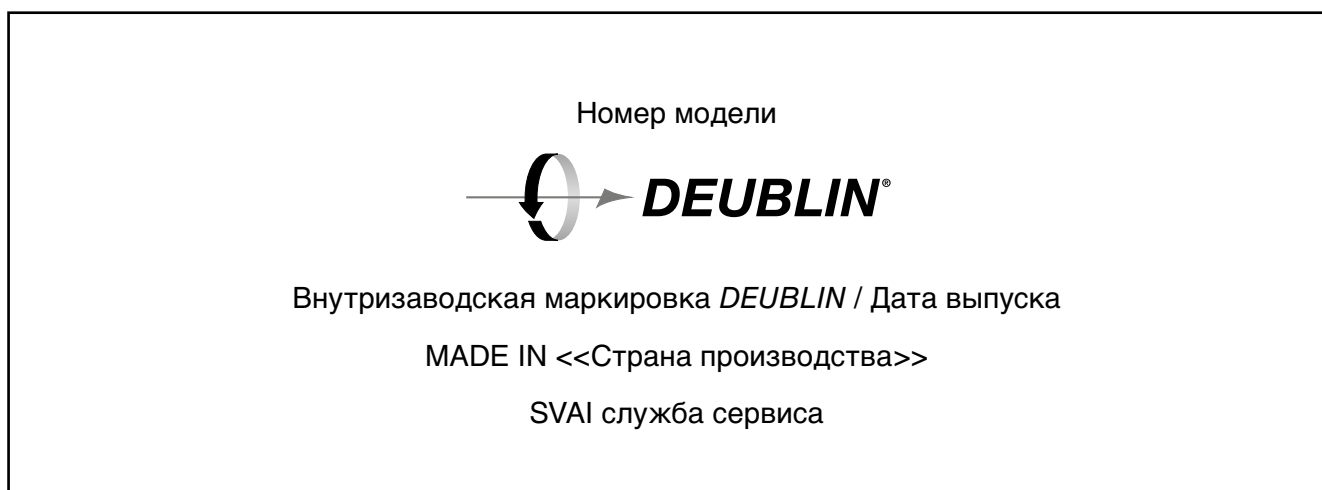 Номер модели
DEUBLIN®
Внутризаводская маркировка DEUBLIN / Дата выпуска
MADE IN <<Страна производства>>
SVAI служба сервиса